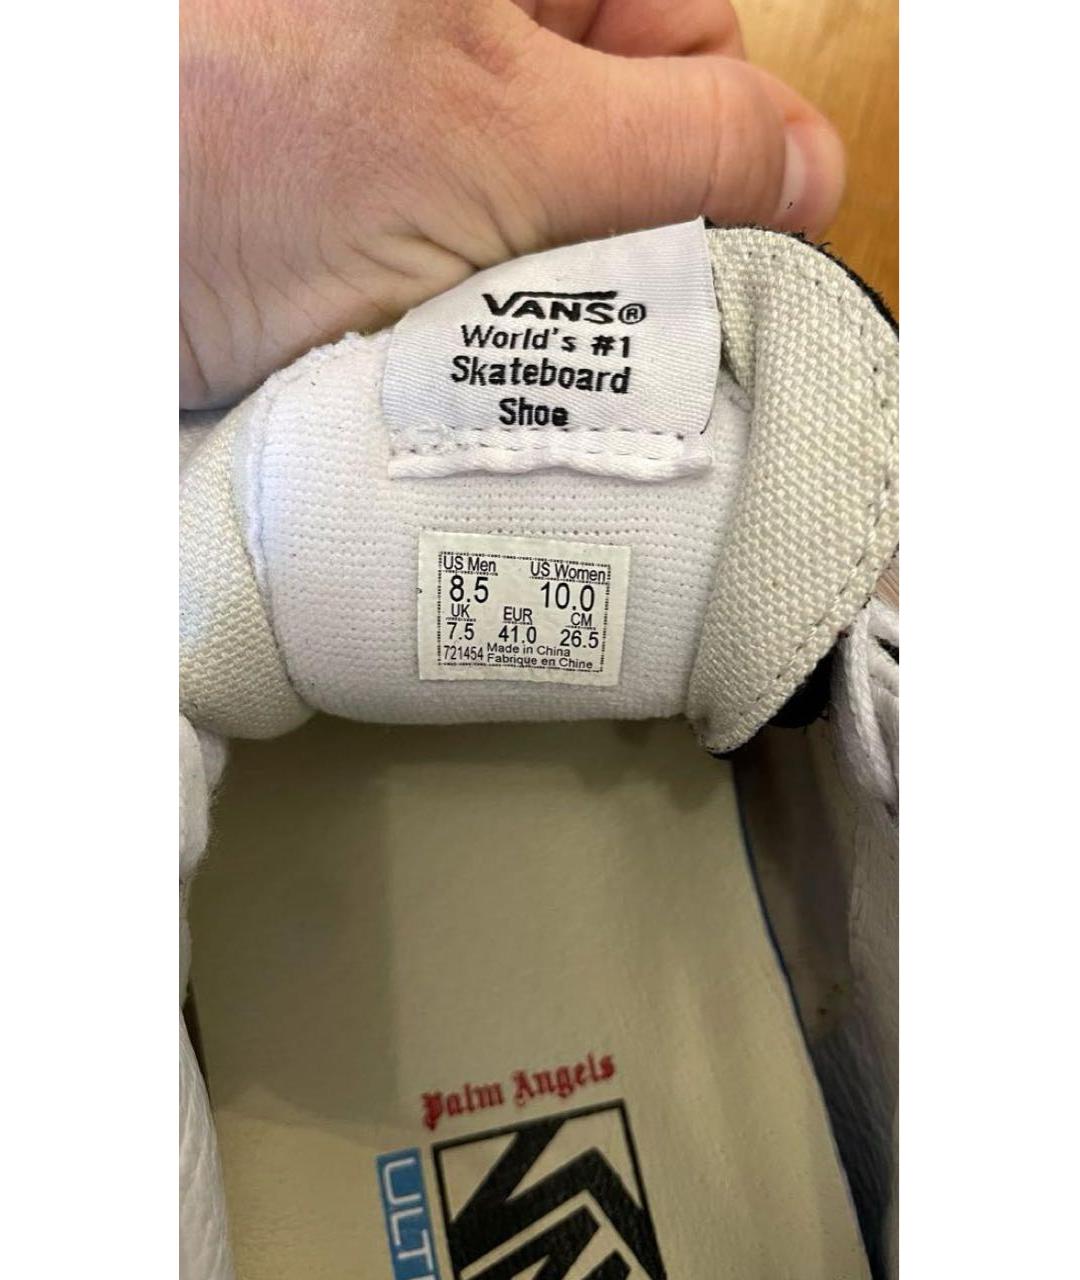 VANS®
World's #1
Skateboard
Shoe
US Men US Women
8.5 10.0
UK EUR CM
7.5 41.0 26.5
721454 Made in China
Fabrique en Chine
Palm Angels